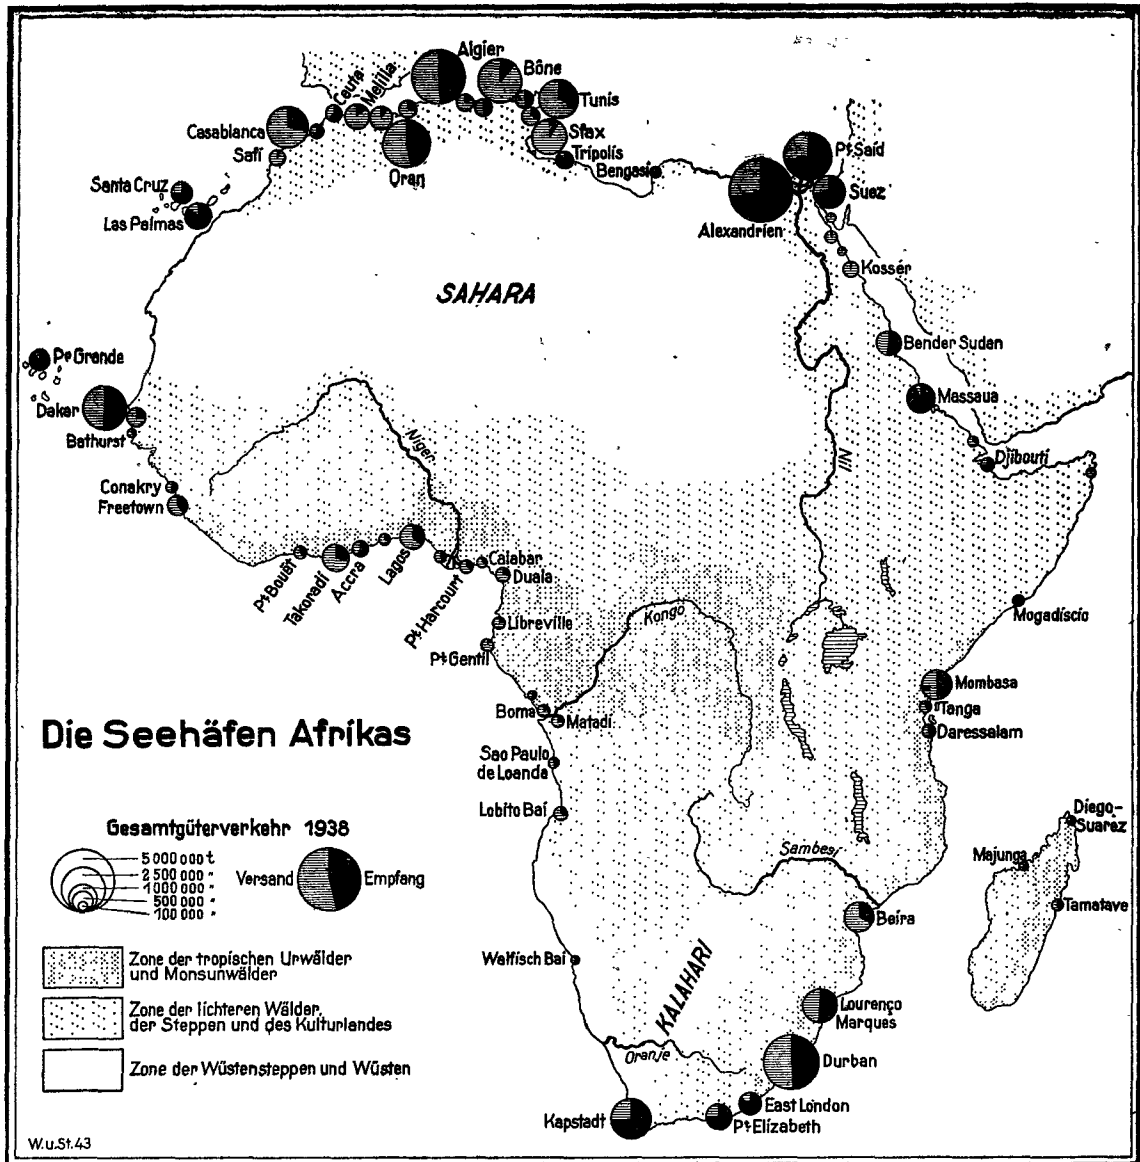 Algier
Bône
Tunis
Sfax
Tripolis
Bengasi
Ceuta
Melilla
Casablanca
Safi
Oran
Santa Cruz
Las Palmas
Pt Said
Suez
Alexandrien
Kossér
SAHARA
Bender Sudan
Massaua
Djibouti
Pt Grande
Dakar
Bathurst
Niger
Nil
Conakry
Freetown
Pt Bouët
Takoradi
Accra
Lagos
Pt Harcourt
Calabar
Duala
Libreville
Pt Gentil
Kongo
Mogadiscio
Mombasa
Tanga
Daressalam
Boma
Matadi
Sao Paulo
de Loanda
Lobito Bai
Die Seehäfen Afrikas
Gesamtgüterverkehr 1938
5 000 000 t
2 500 000 "
1 000 000 "
500 000 "
100 000 "
Versand
Empfang
Diego-
Suarez
Majunga
Tamatave
Sambesi
Beira
Walfisch Bai
KALAHARI
Lourenço
Marques
Oranje
Durban
East London
Pt Elizabeth
Kapstadt
Zone der tropischen Urwälder
und Monsunwälder
Zone der lichteren Wälder,
der Steppen und des Kulturlandes
Zone der Wüstensteppen und Wüsten
W.u.St.43